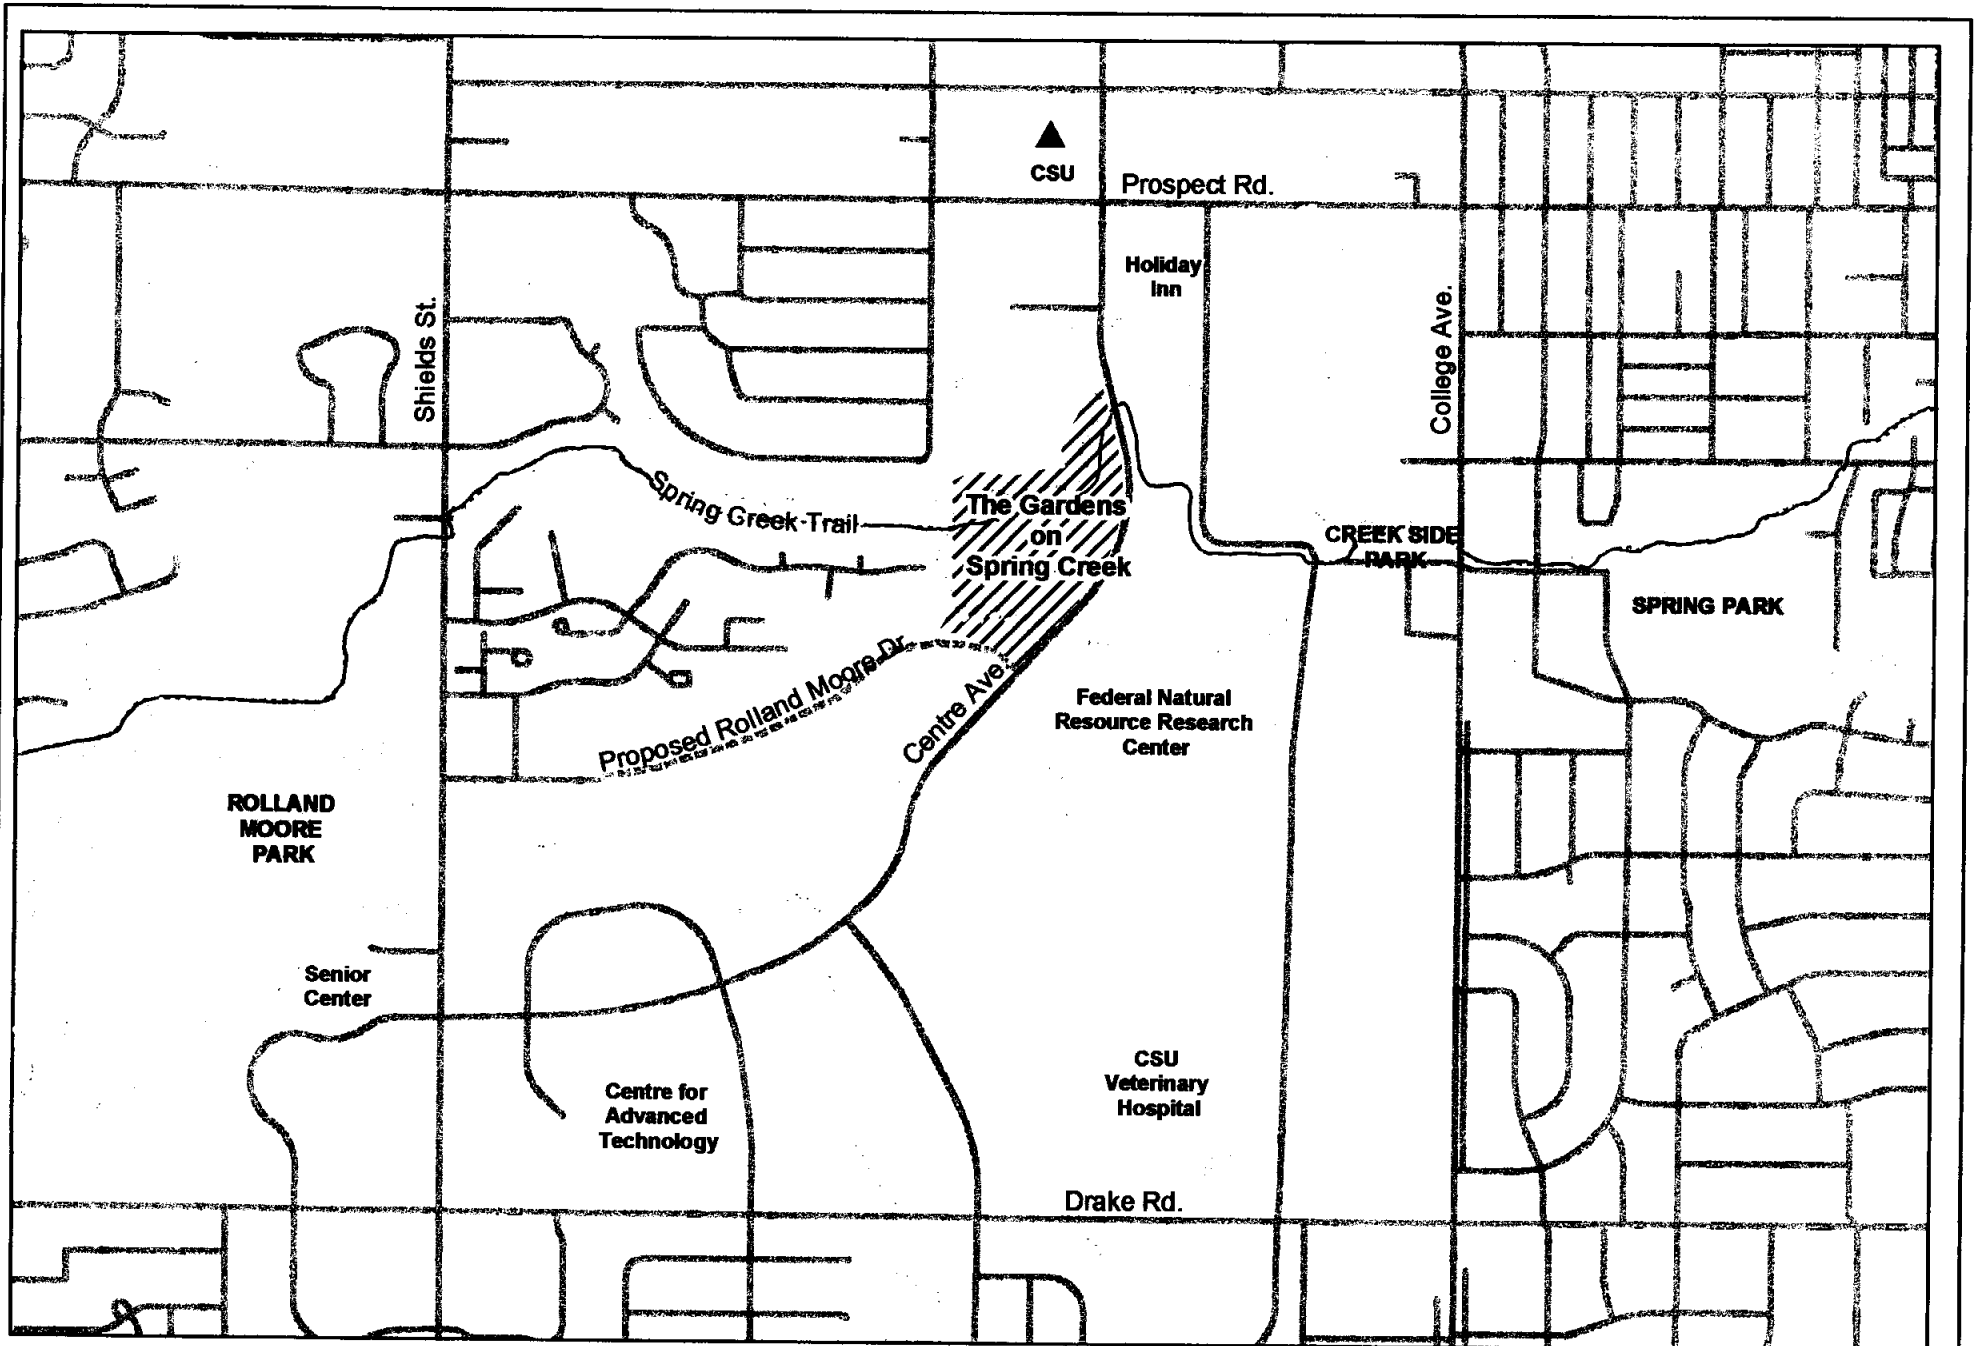 CSU
Prospect Rd.
Holiday
Inn
Shields St.
College Ave.
Spring Creek Trail
The Gardens
on
Spring Creek
CREEK SIDE
PARK
SPRING PARK
Proposed Rolland Moore Dr.
Centre Ave.
Federal Natural
Resource Research
Center
ROLLAND
MOORE
PARK
Senior
Center
Centre for
Advanced
Technology
CSU
Veterinary
Hospital
Drake Rd.